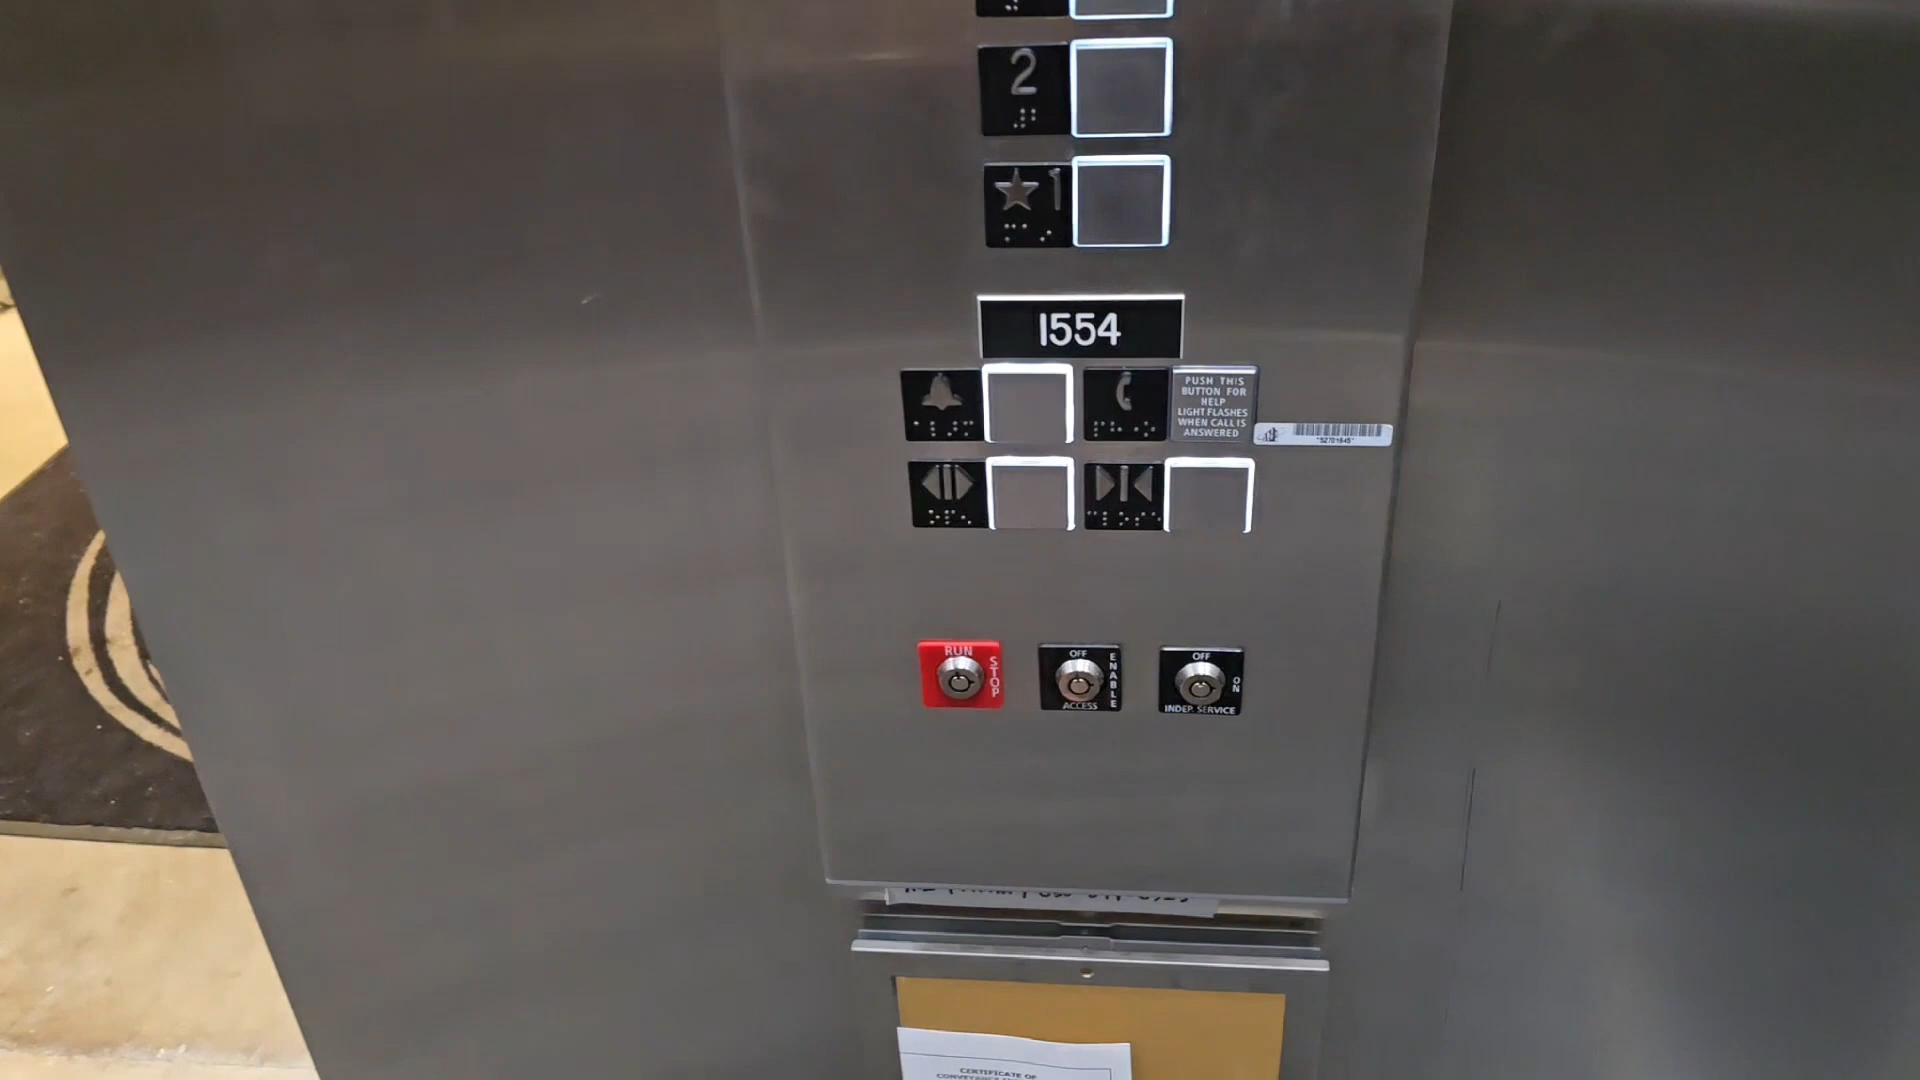 2
★1
1554
PUSH THIS
BUTTON FOR
HELP
LIGHT FLASHES
WHEN CALL IS
ANSWERED
RUN
STOP
OFF
ENABLE
ACCESS
OFF
ON
INDEP. SERVICE
CERTIFICATE OF